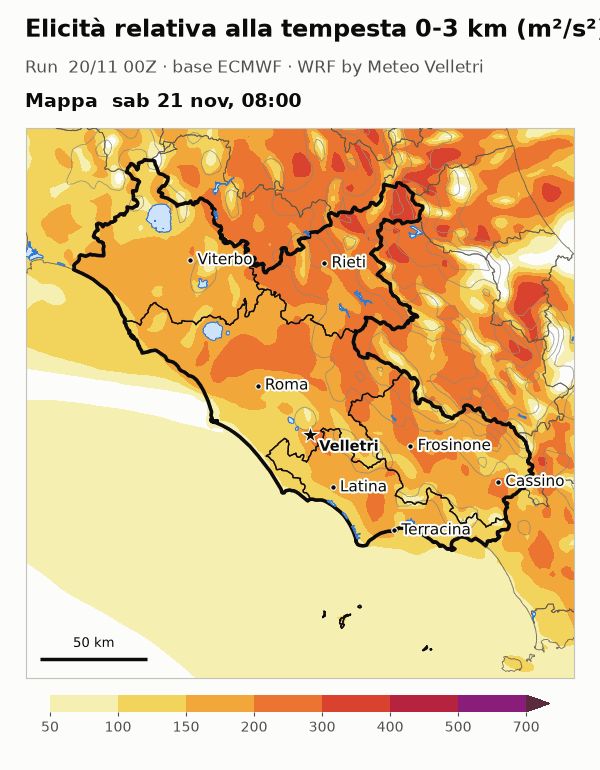 Elicità relativa alla tempesta 0-3 km (m²/s²)
Run 20/11 00Z · base ECMWF · WRF by Meteo Velletri
Mappa sab 21 nov, 08:00
Viterbo
Rieti
Roma
Velletri
Frosinone
Cassino
Latina
Terracina
50 km
50 100 150 200 300 400 500 700